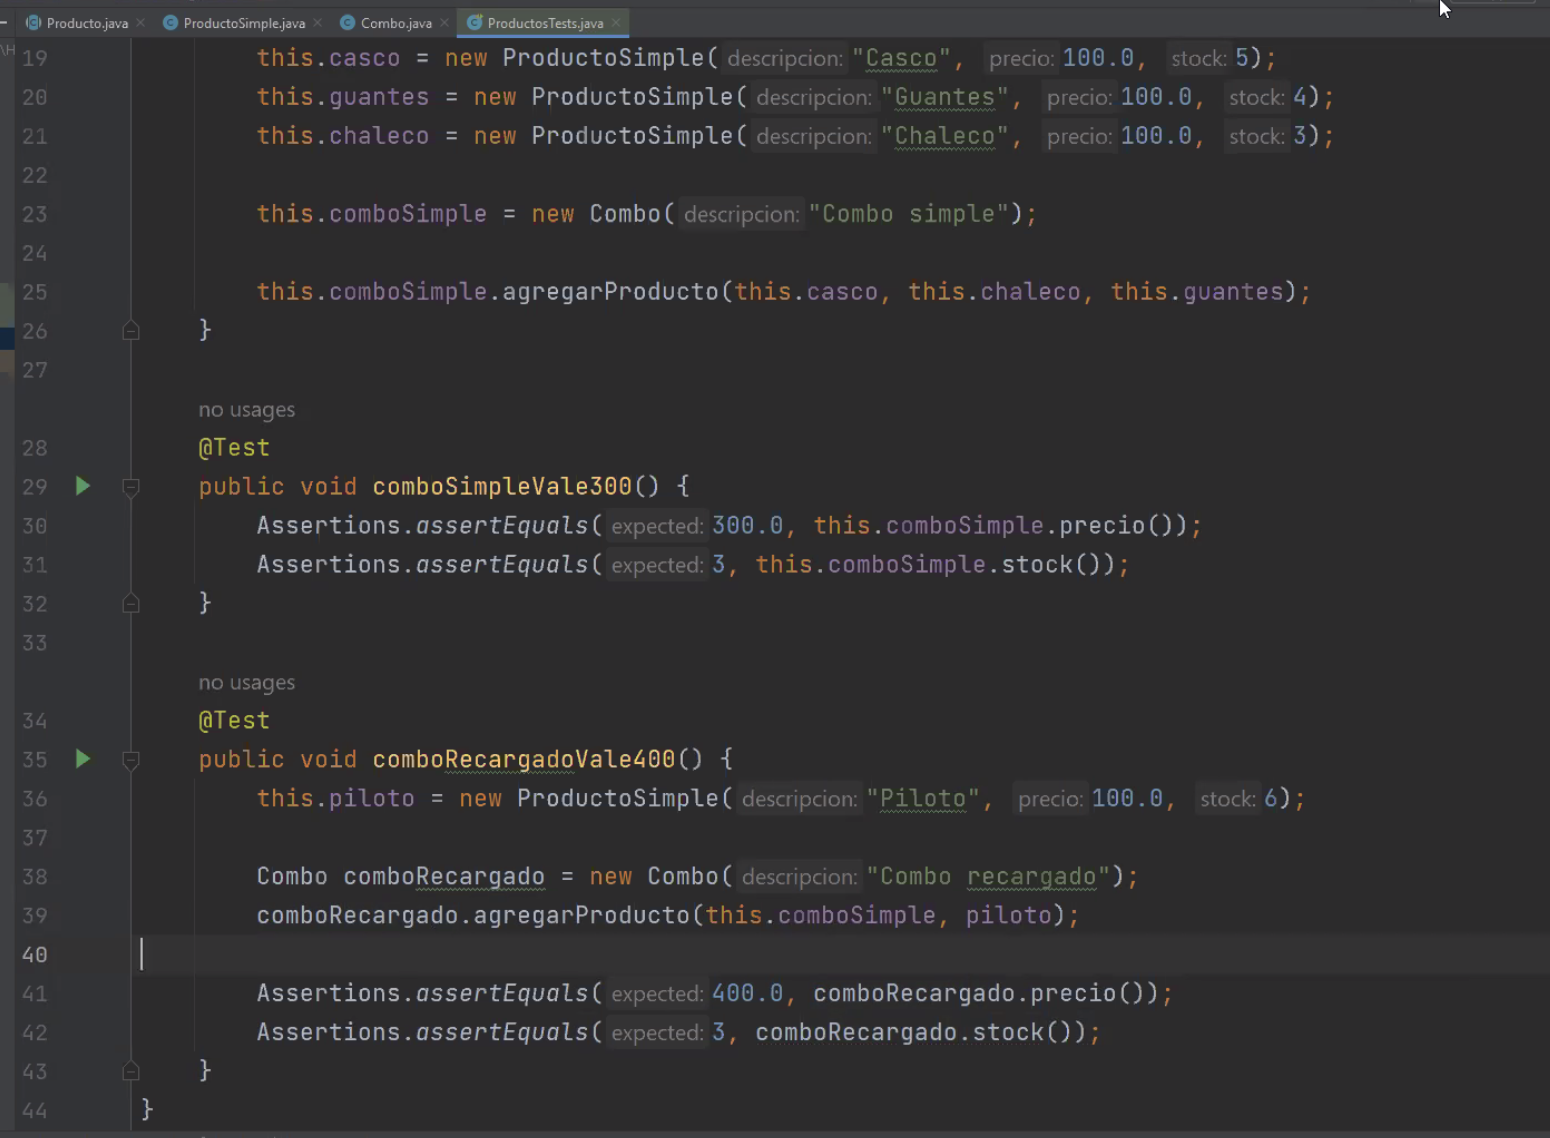 Producto.java ProductoSimple.java Combo.java ProductosTests.java
19 this.casco = new ProductoSimple( descripcion: "Casco", precio: 100.0, stock: 5);
20 this.guantes = new ProductoSimple( descripcion: "Guantes", precio: 100.0, stock: 4);
21 this.chaleco = new ProductoSimple( descripcion: "Chaleco", precio: 100.0, stock: 3);
22
23 this.comboSimple = new Combo( descripcion: "Combo simple");
24
25 this.comboSimple.agregarProducto(this.casco, this.chaleco, this.guantes);
26 }
27
no usages
28 @Test
29 public void comboSimpleVale300() {
30 Assertions.assertEquals( expected: 300.0, this.comboSimple.precio());
31 Assertions.assertEquals( expected: 3, this.comboSimple.stock());
32 }
33
no usages
34 @Test
35 public void comboRecargadoVale400() {
36 this.piloto = new ProductoSimple( descripcion: "Piloto", precio: 100.0, stock: 6);
37
38 Combo comboRecargado = new Combo( descripcion: "Combo recargado");
39 comboRecargado.agregarProducto(this.comboSimple, piloto);
40
41 Assertions.assertEquals( expected: 400.0, comboRecargado.precio());
42 Assertions.assertEquals( expected: 3, comboRecargado.stock());
43 }
44 }